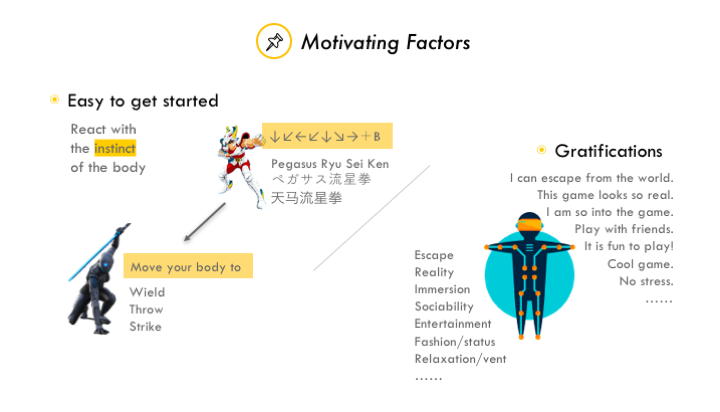 Motivating Factors
Easy to get started
React with
the instinct
of the body
↓↙←↙↓↘→+B
Pegasus Ryu Sei Ken
ペガサス流星拳
天马流星拳
Move your body to
Wield
Throw
Strike
Gratifications
I can escape from the world.
This game looks so real.
I am so into the game.
Play with friends.
It is fun to play!
Cool game.
No stress.
……
Escape
Reality
Immersion
Sociability
Entertainment
Fashion/status
Relaxation/vent
……